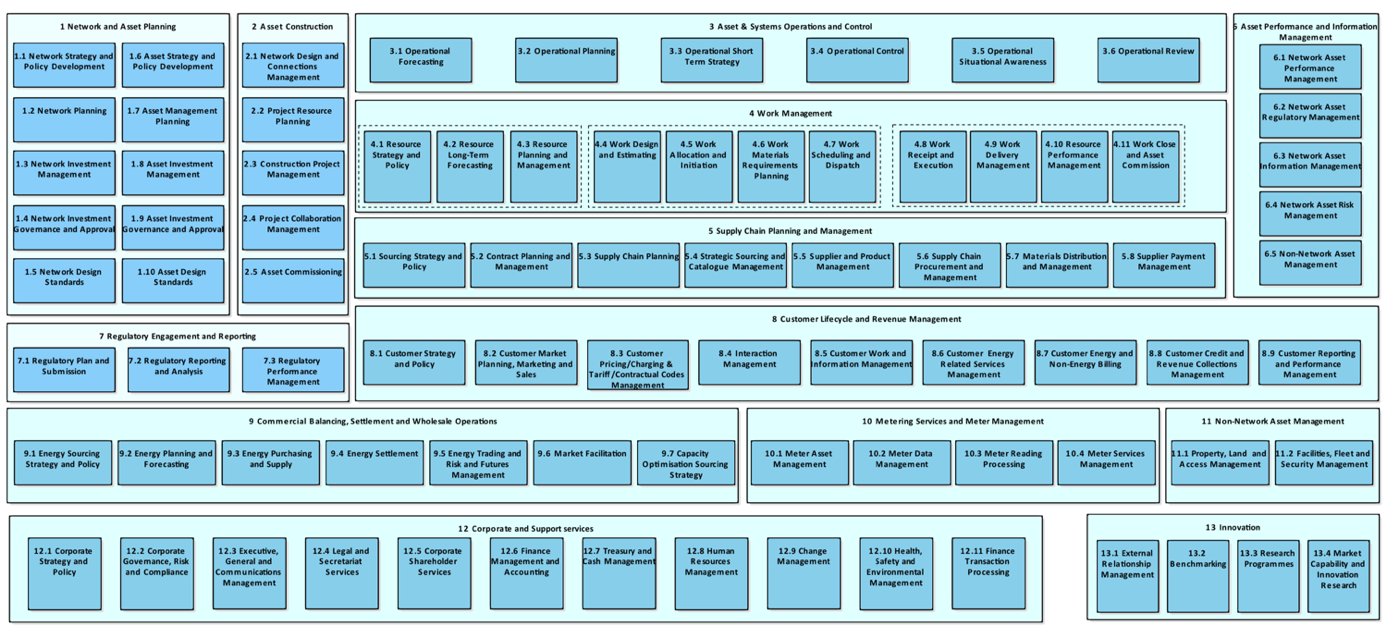 1 Network and Asset Planning
1.1 Network Strategy and
Policy Development
1.6 Asset Strategy and
Policy Development
1.2 Network Planning
1.7 Asset Management
Planning
1.3 Network Investment
Management
1.8 Asset Investment
Management
1.4 Network Investment
Governance and Approval
1.9 Asset Investment
Governance and Approval
1.5 Network Design
Standards
1.10 Asset Design
Standards
2 Asset Construction
2.1 Network Design and
Connections
Management
2.2 Project Resource
Planning
2.3 Construction Project
Management
2.4 Project Collaboration
Management
2.5 Asset Commissioning
3 Asset & Systems Operations and Control
3.1 Operational
Forecasting
3.2 Operational Planning
3.3 Operational Short
Term Strategy
3.4 Operational Control
3.5 Operational
Situational Awareness
3.6 Operational Review
4 Work Management
4.1 Resource
Strategy and
Policy
4.2 Resource
Long-Term
Forecasting
4.3 Resource
Planning and
Management
4.4 Work Design
and Estimating
4.5 Work
Allocation and
Initiation
4.6 Work
Materials
Requirements
Planning
4.7 Work
Scheduling and
Dispatch
4.8 Work
Receipt and
Execution
4.9 Work
Delivery
Management
4.10 Resource
Performance
Management
4.11 Work Close
and Asset
Commission
5 Supply Chain Planning and Management
5.1 Sourcing Strategy and
Policy
5.2 Contract Planning and
Management
5.3 Supply Chain Planning
5.4 Strategic Sourcing and
Catalogue Management
5.5 Supplier and Product
Management
5.6 Supply Chain
Procurement and
Management
5.7 Materials Distribution
and Management
5.8 Supplier Payment
Management
6 Asset Performance and Information
Management
6.1 Network Asset
Performance
Management
6.2 Network Asset
Regulatory Management
6.3 Network Asset
Information Management
6.4 Network Asset Risk
Management
6.5 Non-Network Asset
Management
7 Regulatory Engagement and Reporting
7.1 Regulatory Plan and
Submission
7.2 Regulatory Reporting
and Analysis
7.3 Regulatory
Performance
Management
8 Customer Lifecycle and Revenue Management
8.1 Customer Strategy
and Policy
8.2 Customer Market
Planning, Marketing and
Sales
8.3 Customer
Pricing/Charging &
Tariff/Contractual Codes
Management
8.4 Interaction
Management
8.5 Customer Work and
Information Management
8.6 Customer Energy
Related Services
Management
8.7 Customer Energy and
Non-Energy Billing
8.8 Customer Credit and
Revenue Collections
Management
8.9 Customer Reporting
and Performance
Management
9 Commercial Balancing, Settlement and Wholesale Operations
9.1 Energy Sourcing
Strategy and Policy
9.2 Energy Planning and
Forecasting
9.3 Energy Purchasing
and Supply
9.4 Energy Settlement
9.5 Energy Trading and
Risk and Futures
Management
9.6 Market Facilitation
9.7 Capacity
Optimisation Sourcing
Strategy
10 Metering Services and Meter Management
10.1 Meter Asset
Management
10.2 Meter Data
Management
10.3 Meter Reading
Processing
10.4 Meter Services
Management
11 Non-Network Asset Management
11.1 Property, Land and
Access Management
11.2 Facilities, Fleet and
Security Management
12 Corporate and Support services
12.1 Corporate
Strategy and
Policy
12.2 Corporate
Governance, Risk
and Compliance
12.3 Executive,
General and
Communications
Management
12.4 Legal and
Secretariat
Services
12.5 Corporate
Shareholder
Services
12.6 Finance
Management and
Accounting
12.7 Treasury and
Cash Management
12.8 Human
Resources
Management
12.9 Change
Management
12.10 Health,
Safety and
Environmental
Management
12.11 Finance
Transaction
Processing
13 Innovation
13.1 External
Relationship
Management
13.2
Benchmarking
13.3 Research
Programmes
13.4 Market
Capability and
Innovation
Research